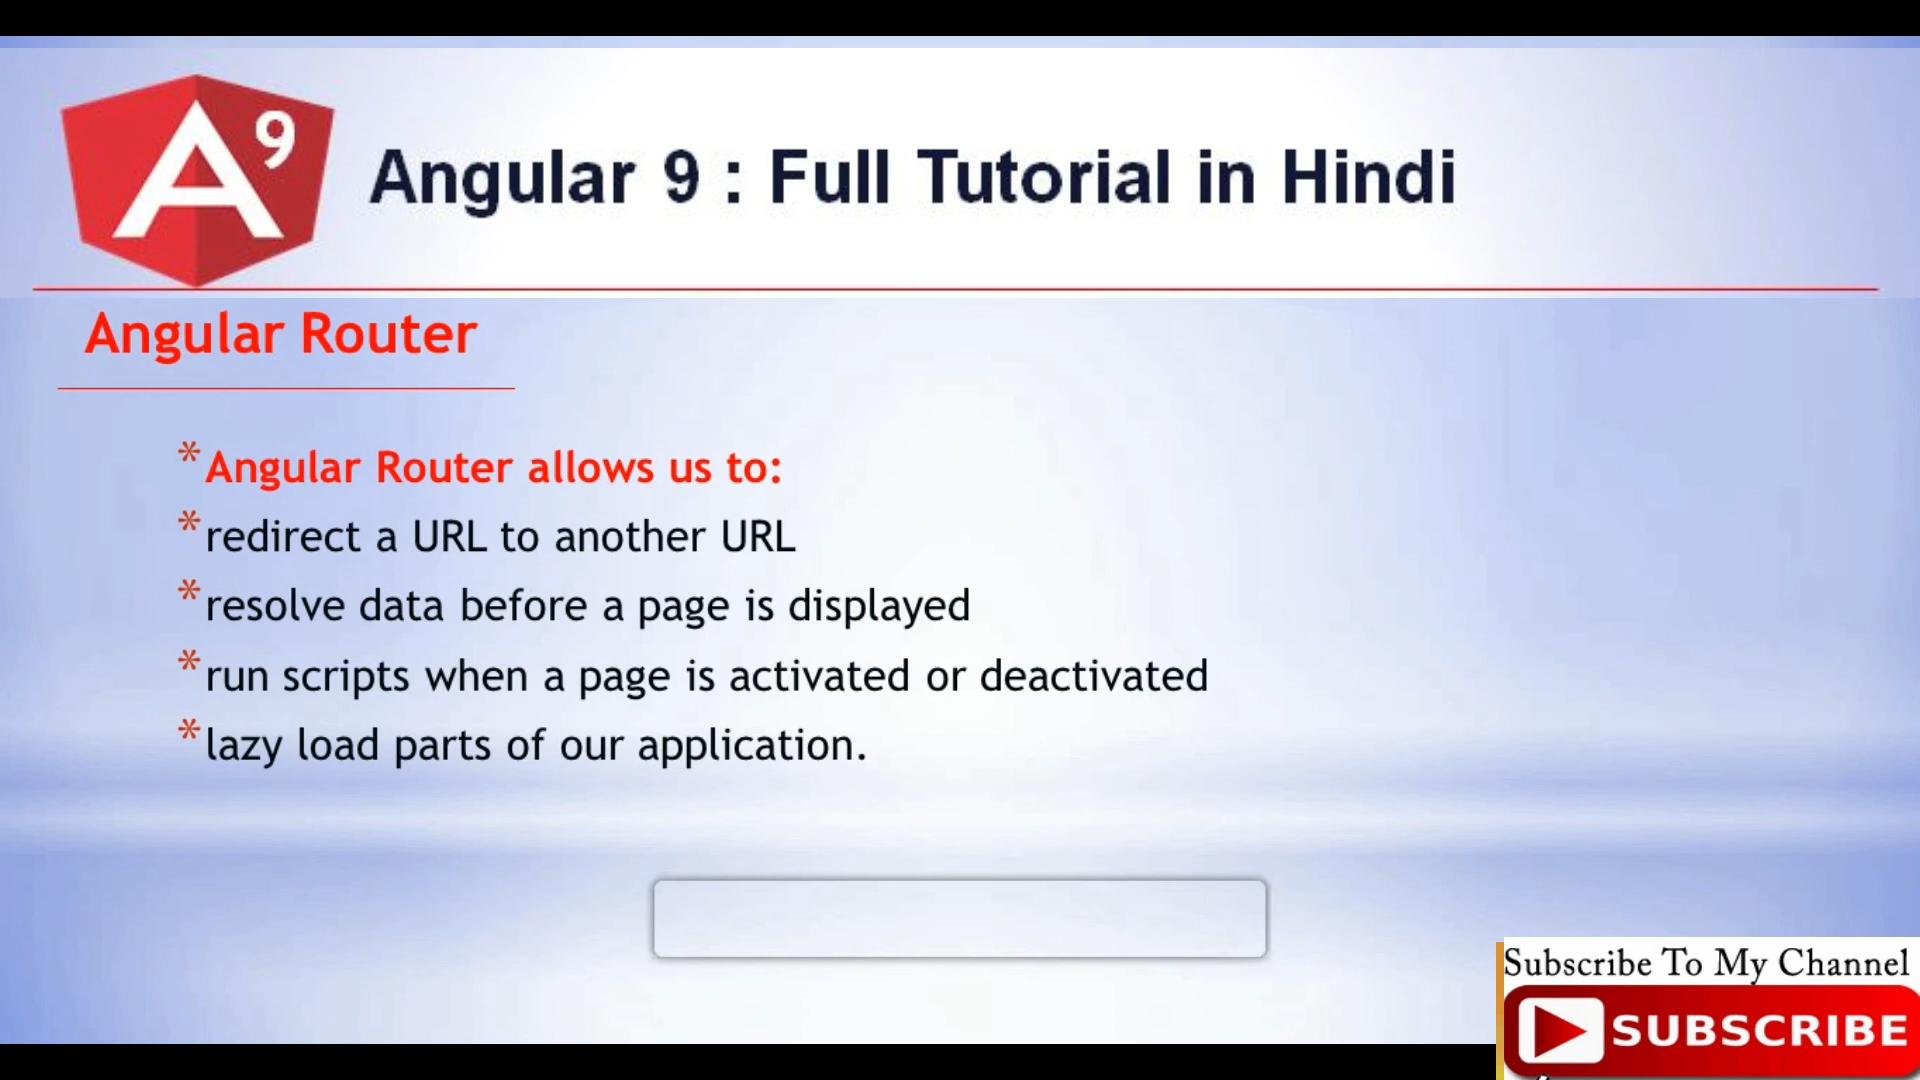 A9
Angular 9 : Full Tutorial in Hindi
Angular Router
*Angular Router allows us to:
*redirect a URL to another URL
*resolve data before a page is displayed
*run scripts when a page is activated or deactivated
*lazy load parts of our application.
Subscribe To My Channel
SUBSCRIBE